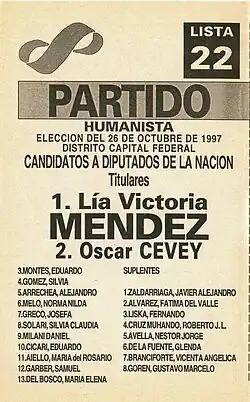 LISTA
22
PARTIDO
HUMANISTA
ELECCION DEL 26 DE OCTUBRE DE 1997
DISTRITO CAPITAL FEDERAL
CANDIDATOS A DIPUTADOS DE LA NACION
Titulares
1. Lía Victoria
MENDEZ
2. Oscar CEVEY
3.MONTES, EDUARDO
4.GOMEZ, SILVIA
5.ARRECHEA, ALEJANDRO
6.MELO, NORMA NILDA
7.GRECO, JOSEFA
8.SOLARI, SILVIA CLAUDIA
9.MILANI DANIEL
10.CICARI, EDUARDO
11.AIELLO, MARIA del ROSARIO
12.GARBER, SAMUEL
13.DEL BOSCO, MARIA ELENA
SUPLENTES
1.ZALDARRIAGA, JAVIER ALEJANDRO
2.ALVAREZ, FATIMA DEL VALLE
3.LISKA, FERNANDO
4.CRUZ MUHANDO, ROBERTO J. L.
5.AVELLA, NESTOR JORGE
6.DE LA FUENTE, GLENDA
7.BRANCIFORTE, VICENTA ANGELICA
8.GOREN, GUSTAVO MARCELO